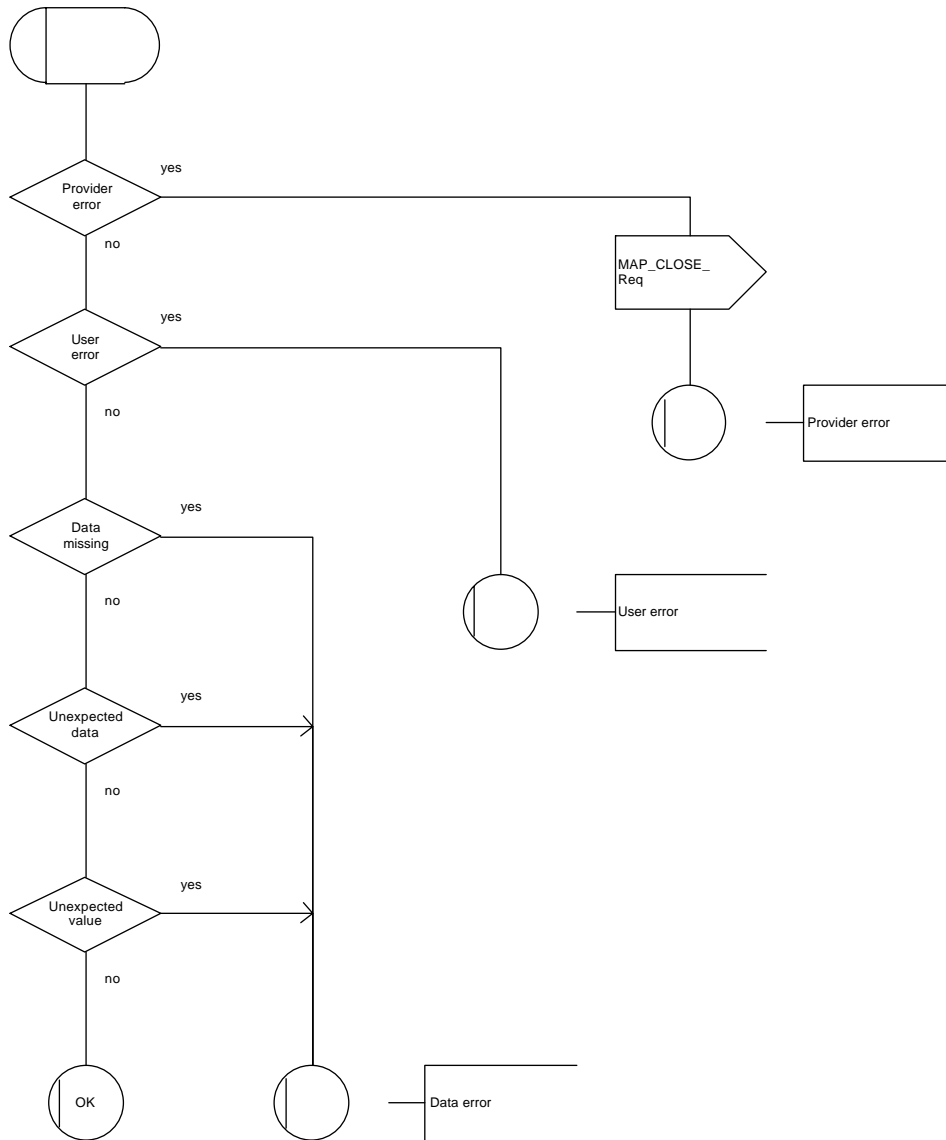 yes
Provider
error
no
MAP_CLOSE_
Req
yes
User
error
no
Provider error
yes
Data
missing
no
User error
yes
Unexpected
data
no
yes
Unexpected
value
no
OK
Data error